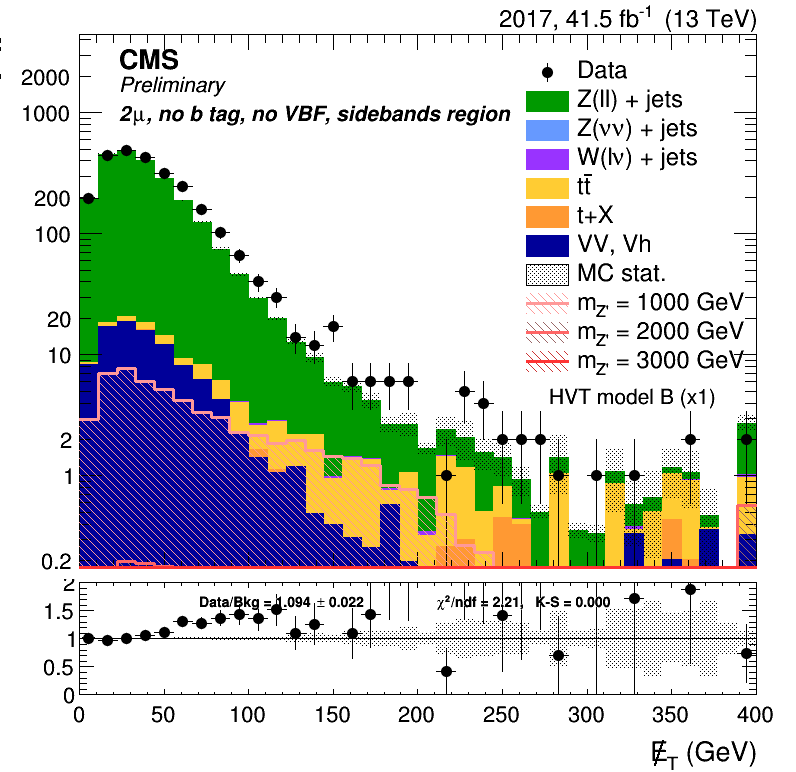 2017, 41.5 fb⁻¹ (13 TeV)
CMS
Preliminary
2μ, no b tag, no VBF, sidebands region
Data
Z(ll) + jets
Z(νν) + jets
W(lν) + jets
tt̄
t+X
VV, Vh
MC stat.
m_Z' = 1000 GeV
m_Z' = 2000 GeV
m_Z' = 3000 GeV
HVT model B (x1)
2000
1000
200
100
20
10
2
1
0.2
Data/Bkg = 1.094 ± 0.022 χ²/ndf = 2.21, K-S = 0.000
2
1.5
1
0.5
0
0 50 100 150 200 250 300 350 400
E̸_T (GeV)